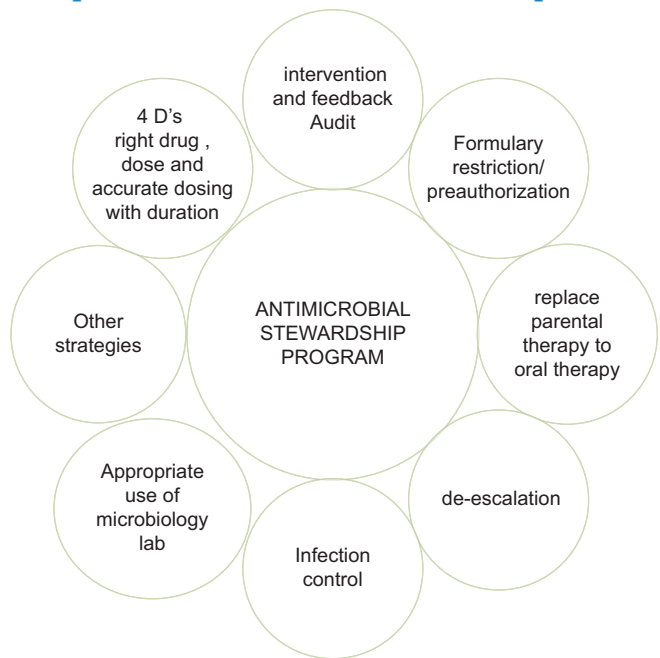 intervention
and feedback
Audit
Formulary
restriction/
preauthorization
replace
parental
therapy to
oral therapy
de-escalation
Infection
control
Appropriate
use of
microbiology
lab
Other
strategies
4 D's
right drug ,
dose and
accurate dosing
with duration
ANTIMICROBIAL
STEWARDSHIP
PROGRAM